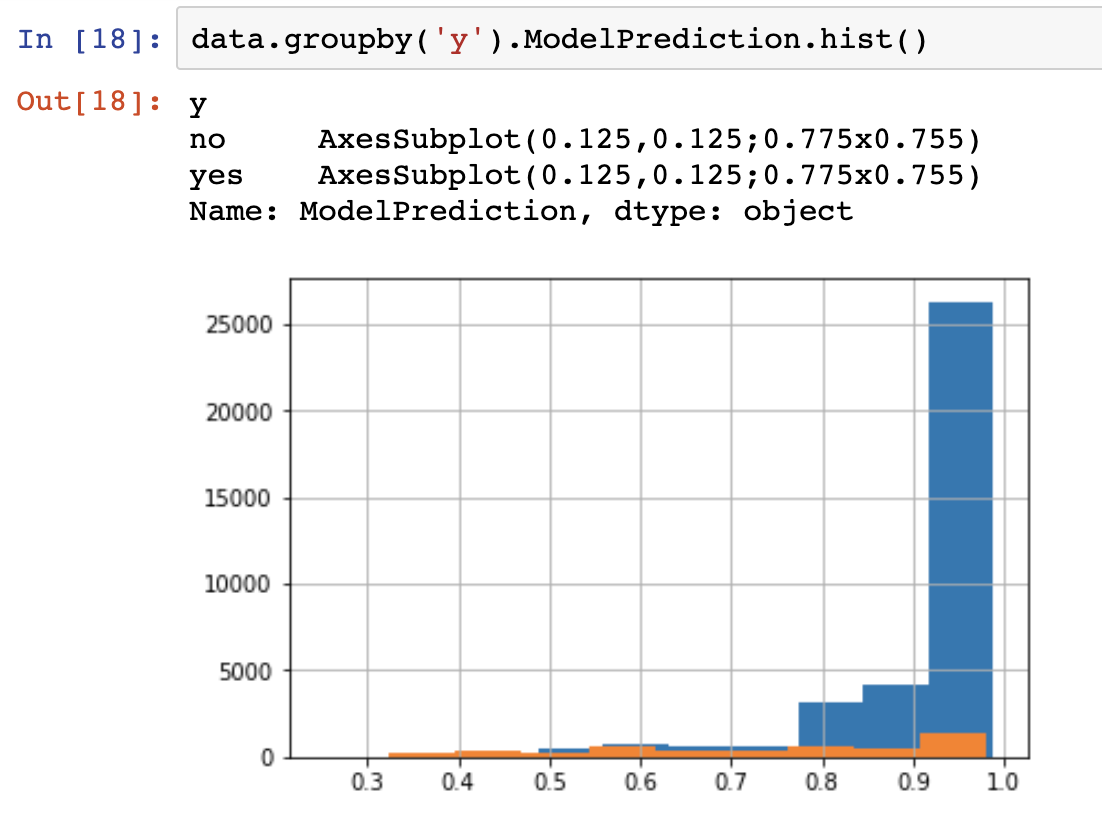 In [18]: data.groupby('y').ModelPrediction.hist()
Out[18]: y
no     AxesSubplot(0.125,0.125;0.775x0.755)
yes    AxesSubplot(0.125,0.125;0.775x0.755)
Name: ModelPrediction, dtype: object
25000
20000
15000
10000
5000
0
0.3 0.4 0.5 0.6 0.7 0.8 0.9 1.0